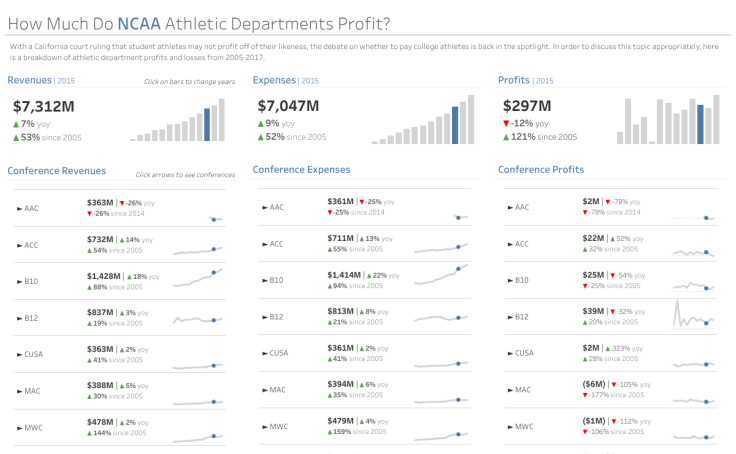 How Much Do NCAA Athletic Departments Profit?
With a California court ruling that student athletes may not profit off of their likeness, the debate on whether to pay college athletes is back in the spotlight. In order to discuss this topic appropriately, here
is a breakdown of athletic department profits and losses from 2005-2017.
Revenues | 2015
Click on bars to change years
$7,312M
▲ 7% yoy
▲ 53% since 2005
Expenses | 2015
$7,047M
▲ 9% yoy
▲ 52% since 2005
Profits | 2015
$297M
▼ -12% yoy
▲ 121% since 2005
Conference Revenues
Click arrows to see conferences
► AAC
$363M | ▼ -26% yoy
▼ -26% since 2014
► ACC
$732M | ▲ 14% yoy
▲ 54% since 2005
► B10
$1,428M | ▲ 18% yoy
▲ 88% since 2005
► B12
$837M | ▲ 3% yoy
▲ 19% since 2005
► CUSA
$363M | ▲ 2% yoy
▲ 41% since 2005
► MAC
$388M | ▲ 5% yoy
▲ 30% since 2005
► MWC
$478M | ▲ 2% yoy
▲ 144% since 2005
Conference Expenses
► AAC
$361M | ▼ -25% yoy
▼ -25% since 2014
► ACC
$711M | ▲ 13% yoy
▲ 55% since 2005
► B10
$1,414M | ▲ 22% yoy
▲ 94% since 2005
► B12
$813M | ▲ 8% yoy
▲ 21% since 2005
► CUSA
$361M | ▲ 2% yoy
▲ 41% since 2005
► MAC
$394M | ▲ 6% yoy
▲ 35% since 2005
► MWC
$479M | ▲ 4% yoy
▲ 159% since 2005
Conference Profits
► AAC
$2M | ▼ -78% yoy
▼ -78% since 2014
► ACC
$22M | ▲ 52% yoy
▲ 32% since 2005
► B10
$25M | ▼ -54% yoy
▼ -25% since 2005
► B12
$39M | ▼ -32% yoy
▲ 20% since 2005
► CUSA
$2M | ▲ 323% yoy
▲ 28% since 2005
► MAC
($6M) | ▼ -105% yoy
▼ -177% since 2005
► MWC
($1M) | ▼ -112% yoy
▼ -106% since 2005